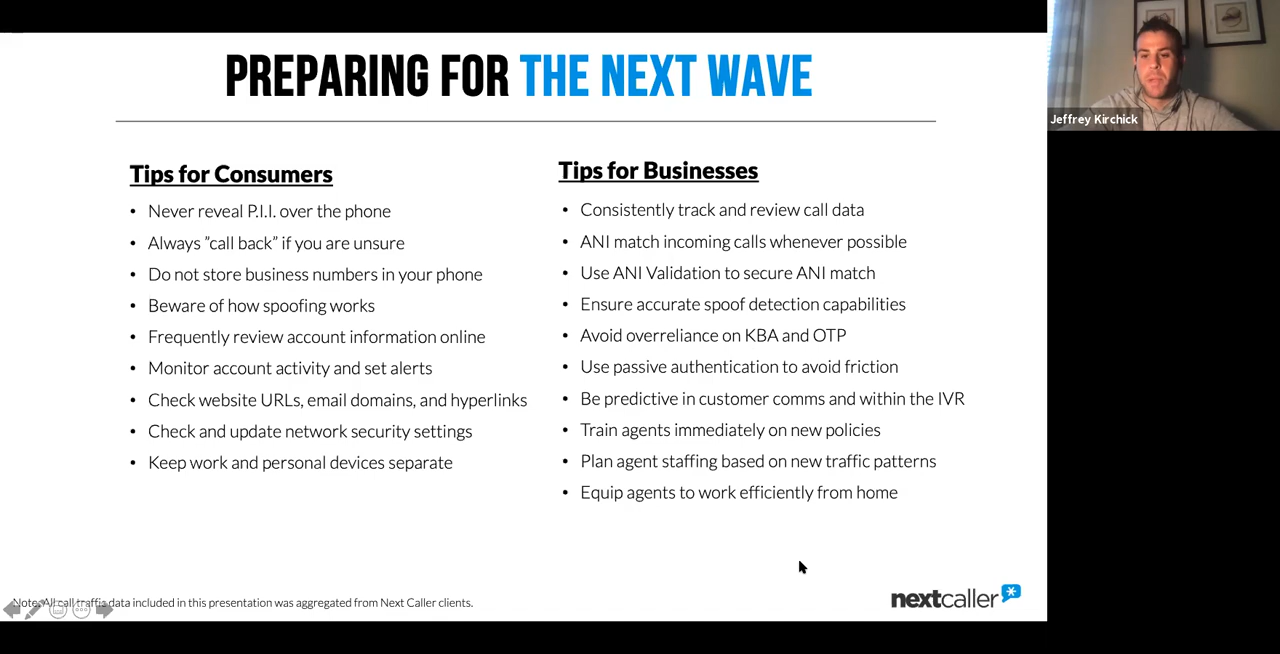 PREPARING FOR THE NEXT WAVE
Tips for Consumers
• Never reveal P.I.I. over the phone
• Always ”call back” if you are unsure
• Do not store business numbers in your phone
• Beware of how spoofing works
• Frequently review account information online
• Monitor account activity and set alerts
• Check website URLs, email domains, and hyperlinks
• Check and update network security settings
• Keep work and personal devices separate
Tips for Businesses
• Consistently track and review call data
• ANI match incoming calls whenever possible
• Use ANI Validation to secure ANI match
• Ensure accurate spoof detection capabilities
• Avoid overreliance on KBA and OTP
• Use passive authentication to avoid friction
• Be predictive in customer comms and within the IVR
• Train agents immediately on new policies
• Plan agent staffing based on new traffic patterns
• Equip agents to work efficiently from home
Note: All call traffic data included in this presentation was aggregated from Next Caller clients.
nextcaller
Jeffrey Kirchick